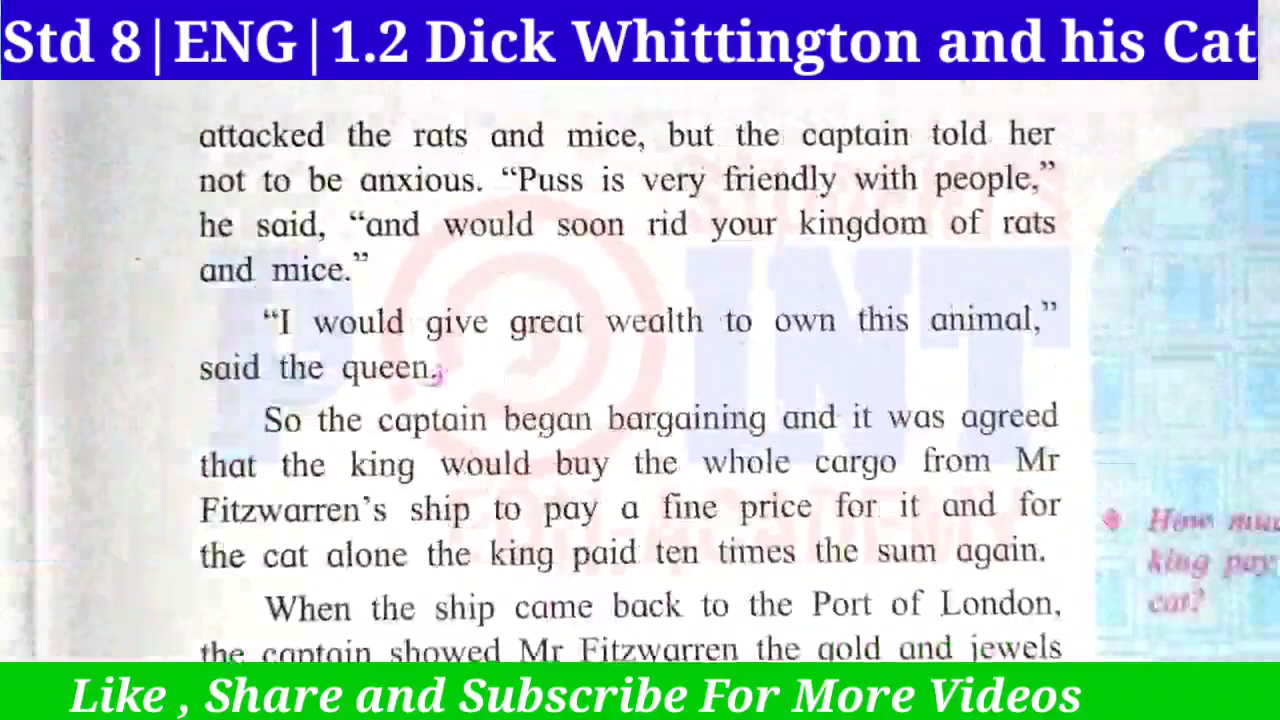 Std 8|ENG|1.2 Dick Whittington and his Cat
attacked the rats and mice, but the captain told her
not to be anxious. “Puss is very friendly with people,”
he said, “and would soon rid your kingdom of rats
and mice.”
“I would give great wealth to own this animal,”
said the queen.
So the captain began bargaining and it was agreed
that the king would buy the whole cargo from Mr
Fitzwarren’s ship to pay a fine price for it and for
the cat alone the king paid ten times the sum again.
When the ship came back to the Port of London,
the captain showed Mr Fitzwarren the gold and jewels
How
king pay
cat?
POINT
ACADEMY
Like , Share and Subscribe For More Videos